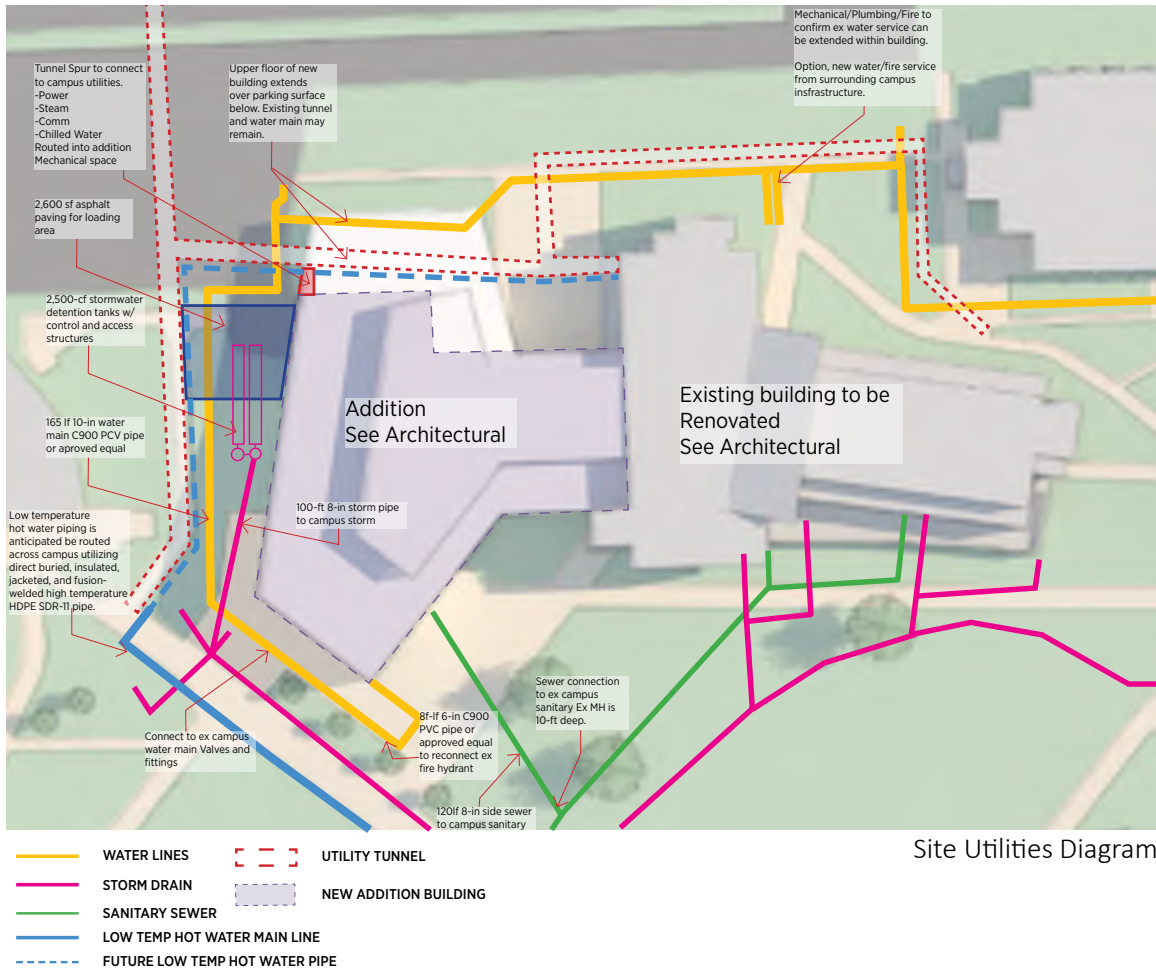 Tunnel Spur to connect
to campus utilities.
-Power
-Steam
-Comm
-Chilled Water
Routed into addition
Mechanical space
Upper floor of new
building extends
over parking surface
below. Existing tunnel
and water main may
remain.
Mechanical/Plumbing/Fire to
confirm ex water service can
be extended within building.
Option, new water/fire service
from surrounding campus
insfrastructure.
2,600 sf asphalt
paving for loading
area
2,500-cf stormwater
detention tanks w/
control and access
structures
165 lf 10-in water
main C900 PCV pipe
or aproved equal
Low temperature
hot water piping is
anticipated be routed
across campus utilizing
direct buried, insulated,
jacketed, and fusion-
welded high temperature
HDPE SDR-11 pipe.
Addition
See Architectural
Existing building to be
Renovated
See Architectural
100-ft 8-in storm pipe
to campus storm
Connect to ex campus
water main Valves and
fittings
8f-lf 6-in C900
PVC pipe or
approved equal
to reconnect ex
fire hydrant
Sewer connection
to ex campus
sanitary Ex MH is
10-ft deep.
120lf 8-in side sewer
to campus sanitary
Site Utilities Diagram
WATER LINES
STORM DRAIN
SANITARY SEWER
LOW TEMP HOT WATER MAIN LINE
FUTURE LOW TEMP HOT WATER PIPE
UTILITY TUNNEL
NEW ADDITION BUILDING